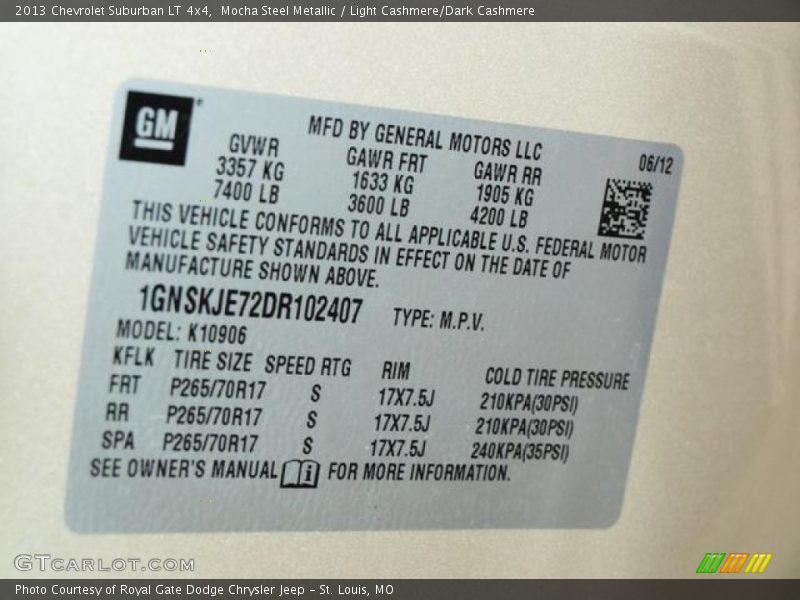 2013 Chevrolet Suburban LT 4x4,  Mocha Steel Metallic / Light Cashmere/Dark Cashmere
GM
MFD BY GENERAL MOTORS LLC
06/12
GVWR GAWR FRT GAWR RR
3357 KG 1633 KG 1905 KG
7400 LB 3600 LB 4200 LB
THIS VEHICLE CONFORMS TO ALL APPLICABLE U.S. FEDERAL MOTOR
VEHICLE SAFETY STANDARDS IN EFFECT ON THE DATE OF
MANUFACTURE SHOWN ABOVE.
1GNSKJE72DR102407 TYPE: M.P.V.
MODEL: K10906
KFLK TIRE SIZE SPEED RTG RIM COLD TIRE PRESSURE
FRT P265/70R17 S 17X7.5J 210KPA(30PSI)
RR P265/70R17 S 17X7.5J 210KPA(30PSI)
SPA P265/70R17 S 17X7.5J 240KPA(35PSI)
SEE OWNER'S MANUAL i FOR MORE INFORMATION.
GTCARLOT.COM
Photo Courtesy of Royal Gate Dodge Chrysler Jeep – St. Louis, MO